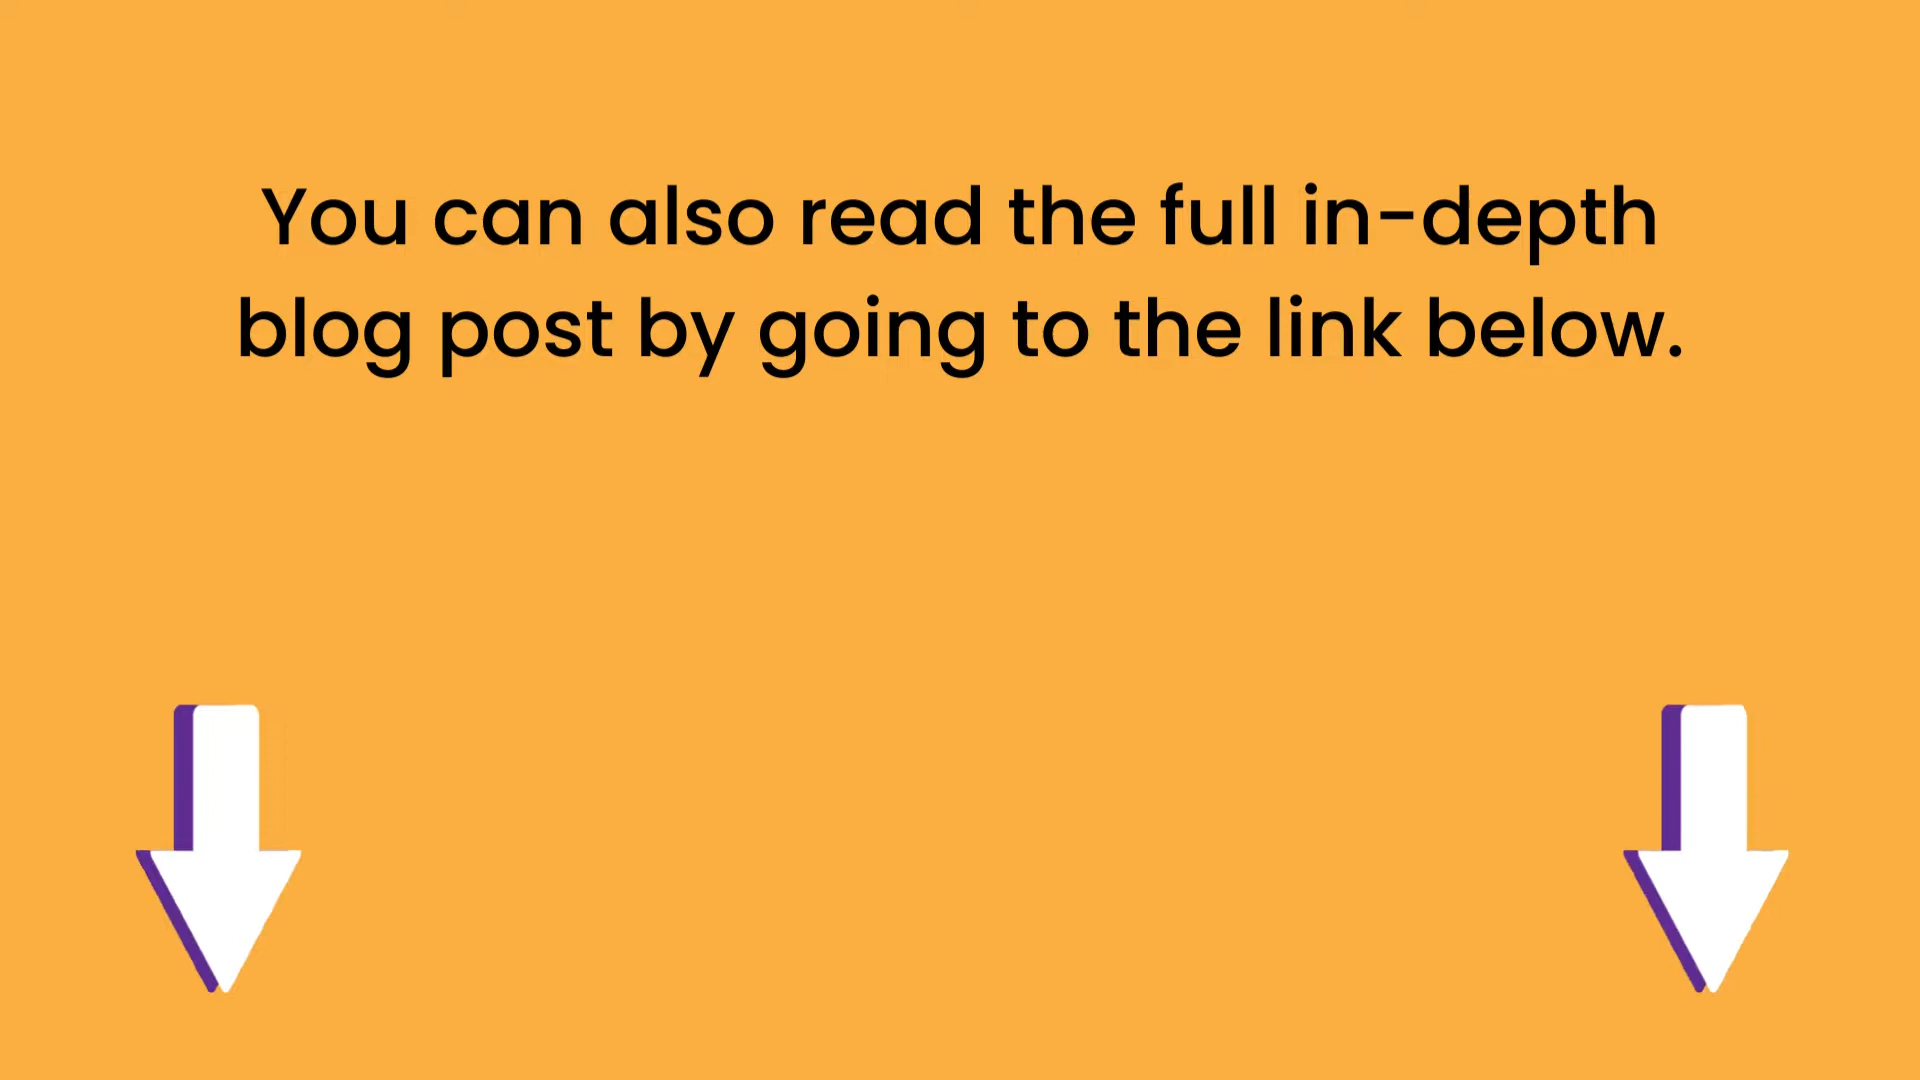 You can also read the full in-depth
blog post by going to the link below.